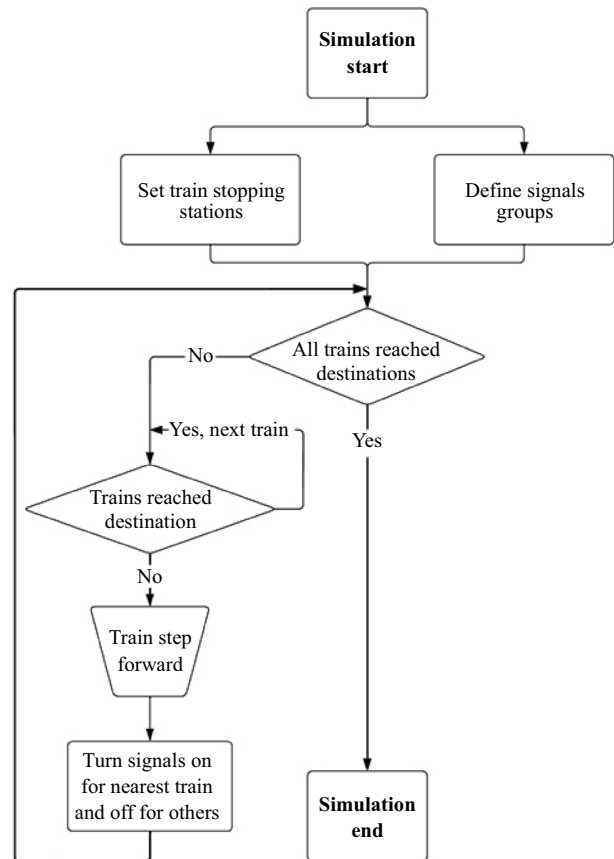 Simulation
start
Set train stopping
stations
Define signals
groups
All trains reached
destinations
No
Yes
Yes, next train
Trains reached
destination
No
Train step
forward
Turn signals on
for nearest train
and off for others
Simulation
end